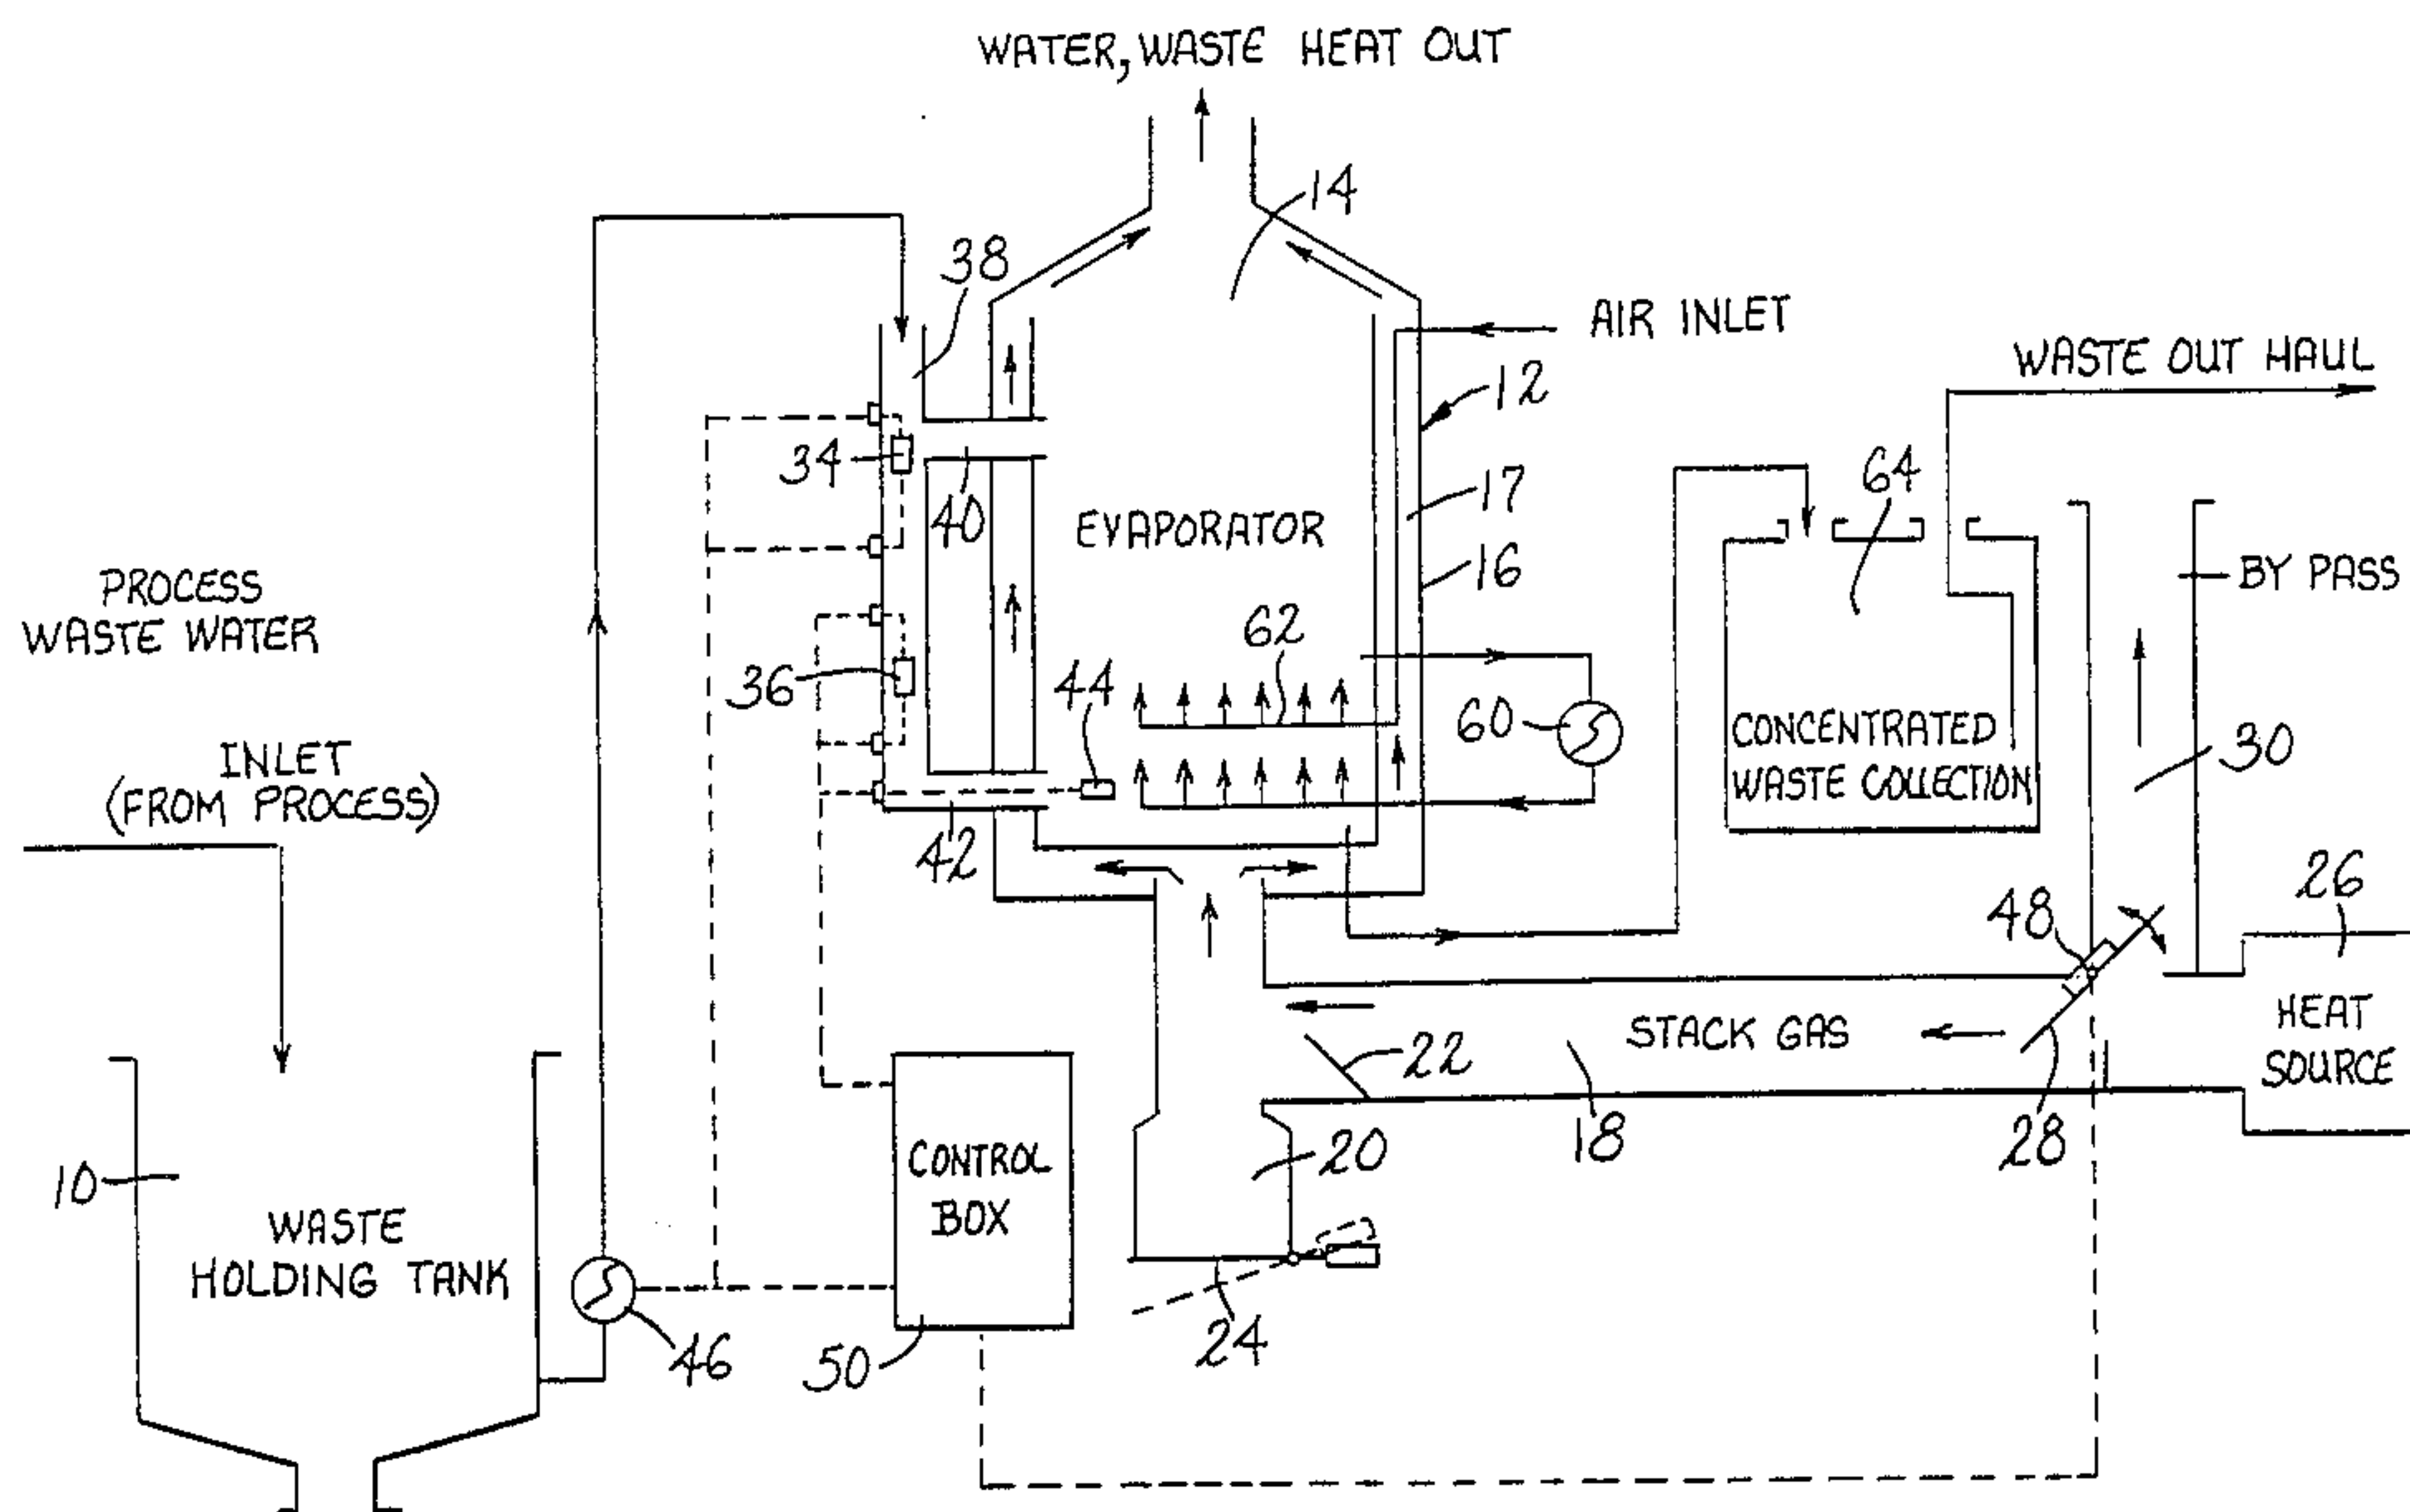 WATER, WASTE HEAT OUT
14
38
AIR INLET
WASTE OUT HAUL
12
34
64
17
40
EVAPORATOR
16
BY PASS
PROCESS
WASTE WATER
62
36
44
60
CONCENTRATED
WASTE COLLECTION
30
INLET
(FROM PROCESS)
42
26
48
HEAT
SOURCE
STACK GAS
22
18
28
20
10
CONTROL
BOX
WASTE
HOLDING TANK
24
46
50